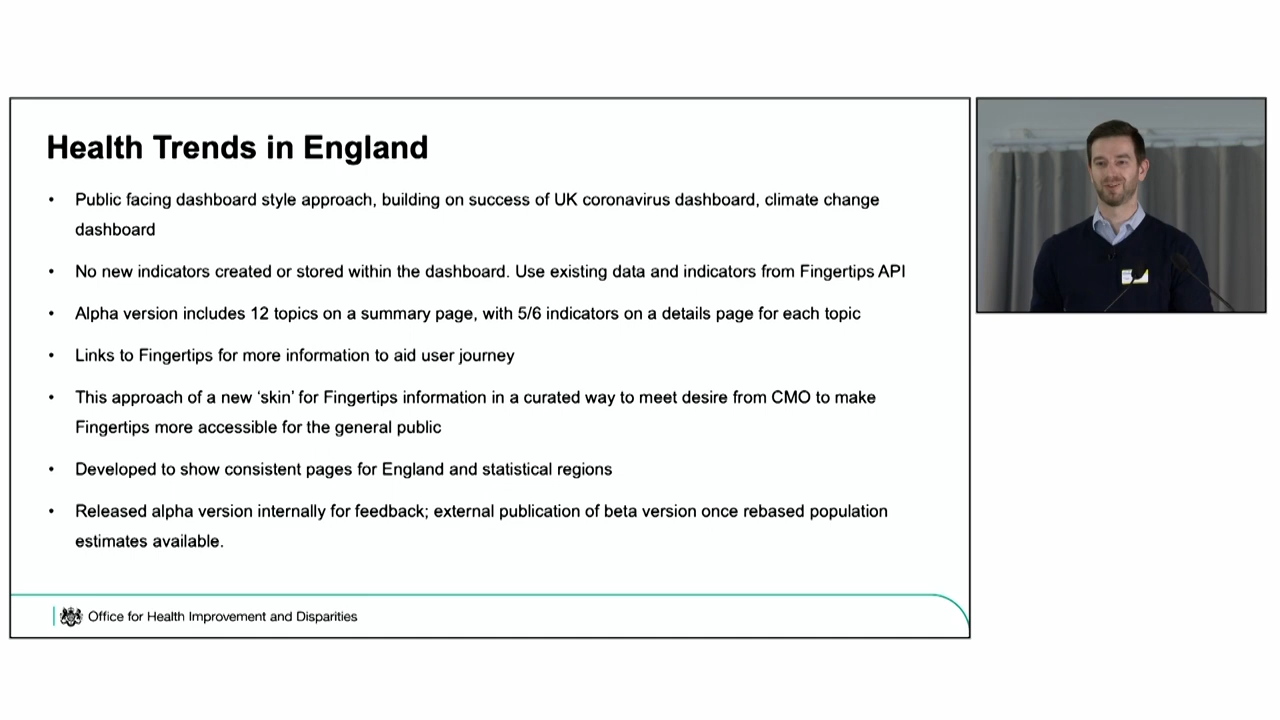 Health Trends in England
• Public facing dashboard style approach, building on success of UK coronavirus dashboard, climate change
dashboard
• No new indicators created or stored within the dashboard. Use existing data and indicators from Fingertips API
• Alpha version includes 12 topics on a summary page, with 5/6 indicators on a details page for each topic
• Links to Fingertips for more information to aid user journey
• This approach of a new ‘skin’ for Fingertips information in a curated way to meet desire from CMO to make
Fingertips more accessible for the general public
• Developed to show consistent pages for England and statistical regions
• Released alpha version internally for feedback; external publication of beta version once rebased population
estimates available.
Office for Health Improvement and Disparities